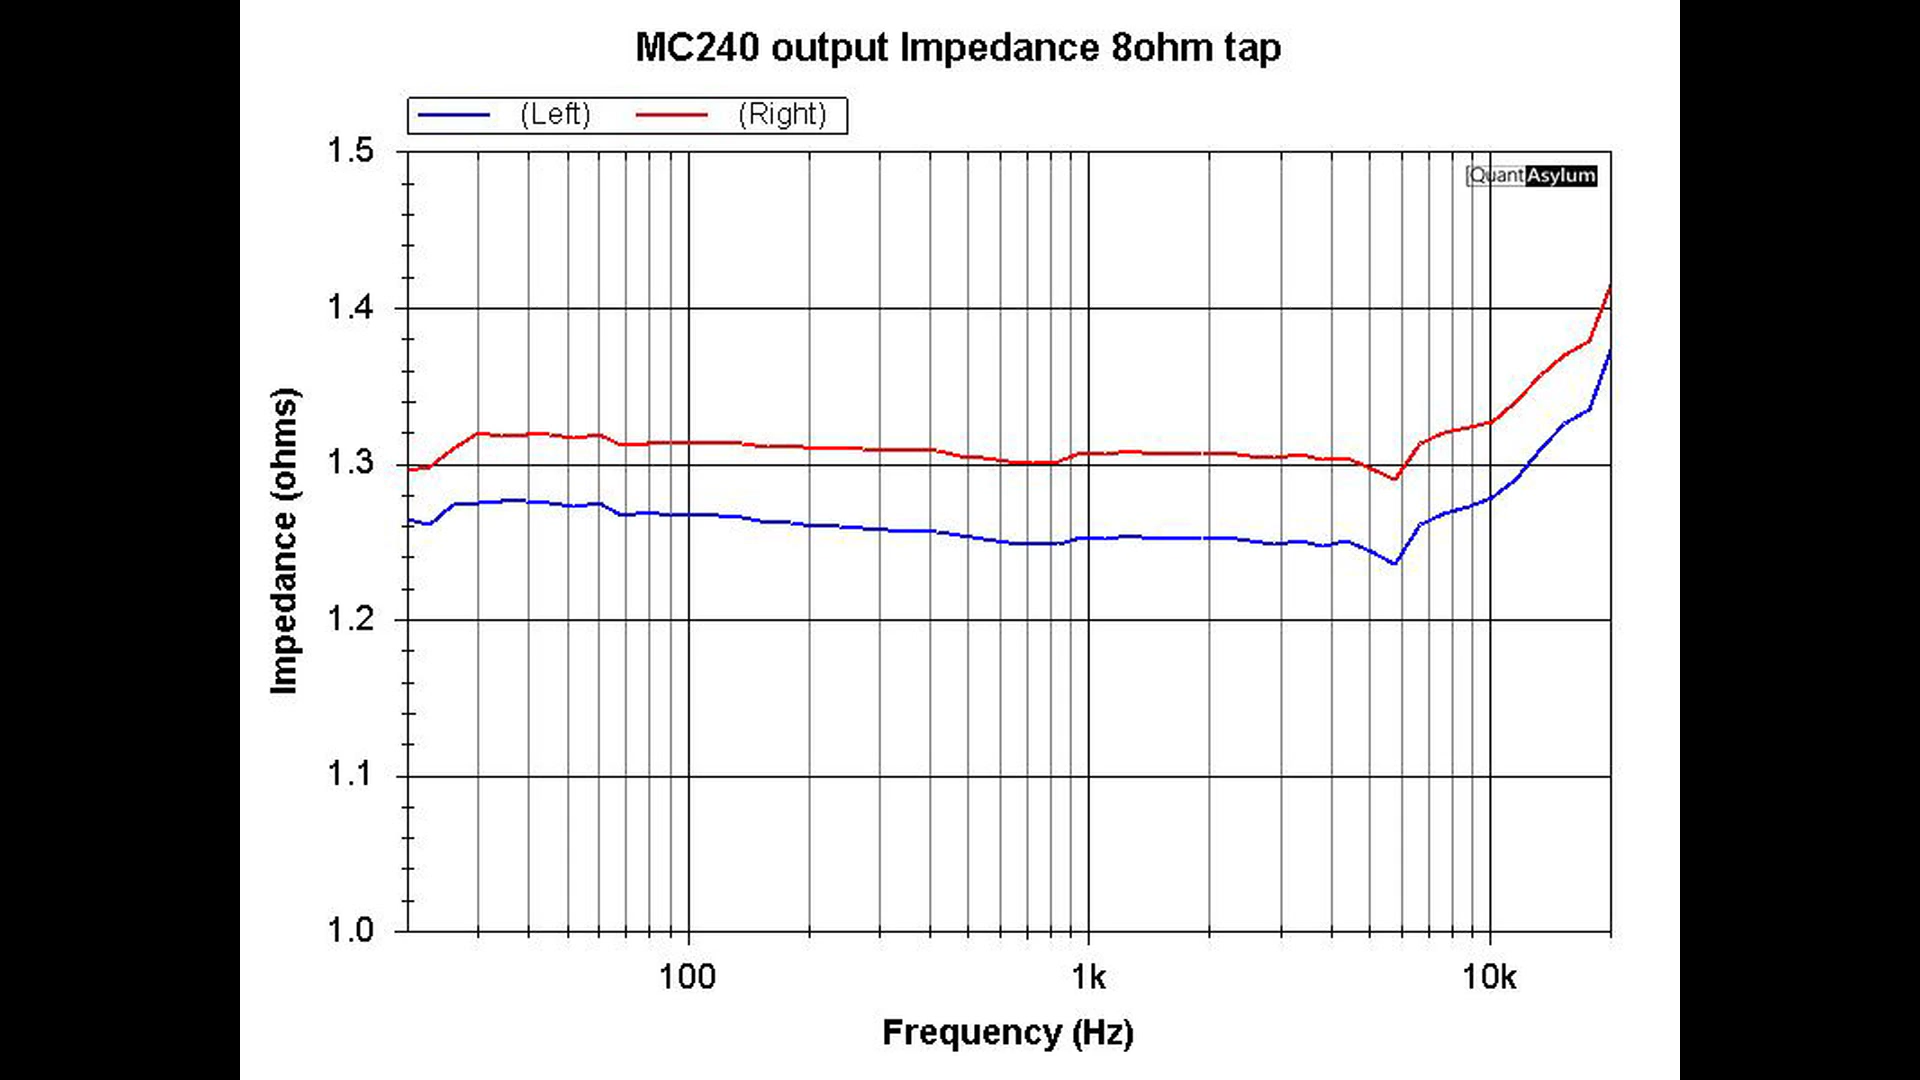 MC240 output Impedance 8ohm tap
(Left) (Right)
QuantAsylum
1.5
1.4
1.3
1.2
1.1
1.0
Impedance (ohms)
100 1k 10k
Frequency (Hz)